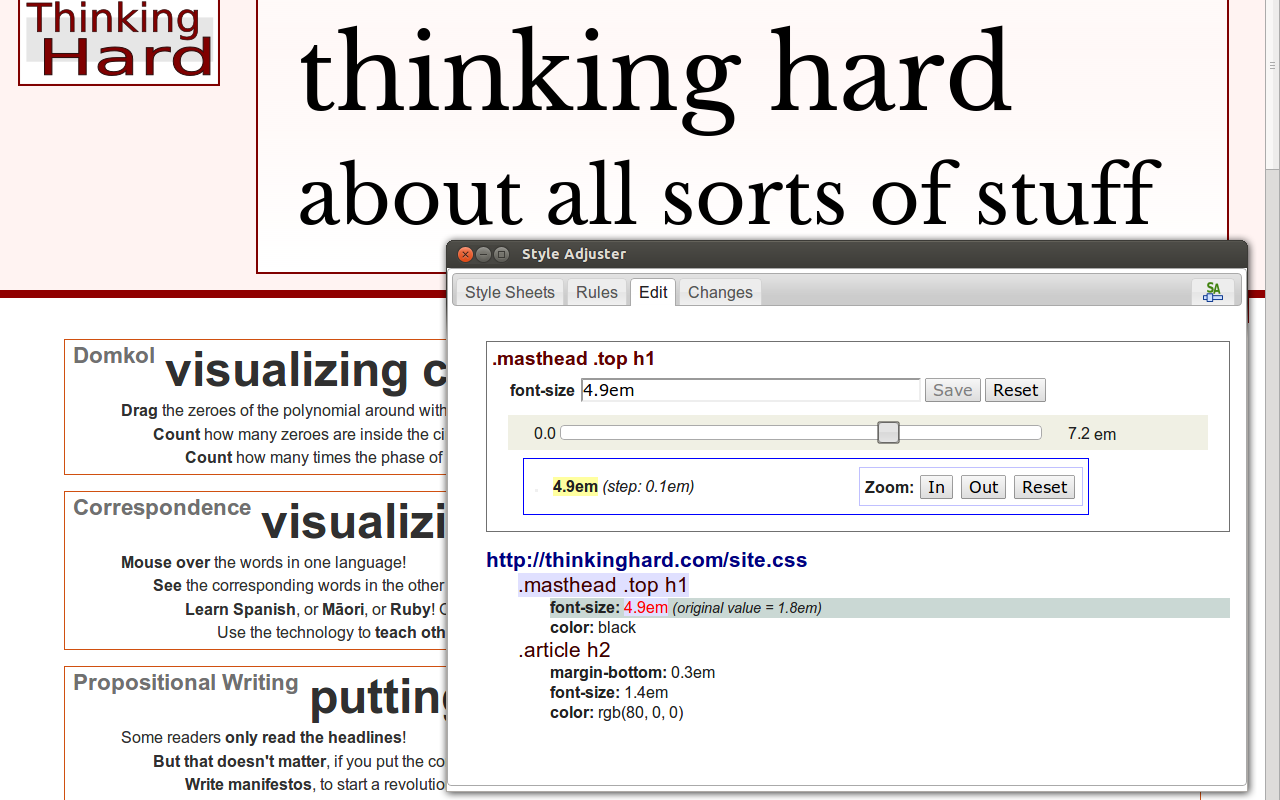 Thinking
Hard
thinking hard
about all sorts of stuff
Domkol visualizing c
Drag the zeroes of the polynomial around with
Count how many zeroes are inside the ci
Count how many times the phase of
Correspondence visualizi
Mouse over the words in one language!
See the corresponding words in the other
Learn Spanish, or Māori, or Ruby!
Use the technology to teach oth
Propositional Writing putting
Some readers only read the headlines!
But that doesn't matter, if you put the co
Write manifestos, to start a revolutio
Style Adjuster
Style Sheets Rules Edit Changes SA
.masthead .top h1
font-size 4.9em Save Reset
0.0 7.2 em
4.9em (step: 0.1em) Zoom: In Out Reset
http://thinkinghard.com/site.css
.masthead .top h1
font-size: 4.9em (original value = 1.8em)
color: black
.article h2
margin-bottom: 0.3em
font-size: 1.4em
color: rgb(80, 0, 0)